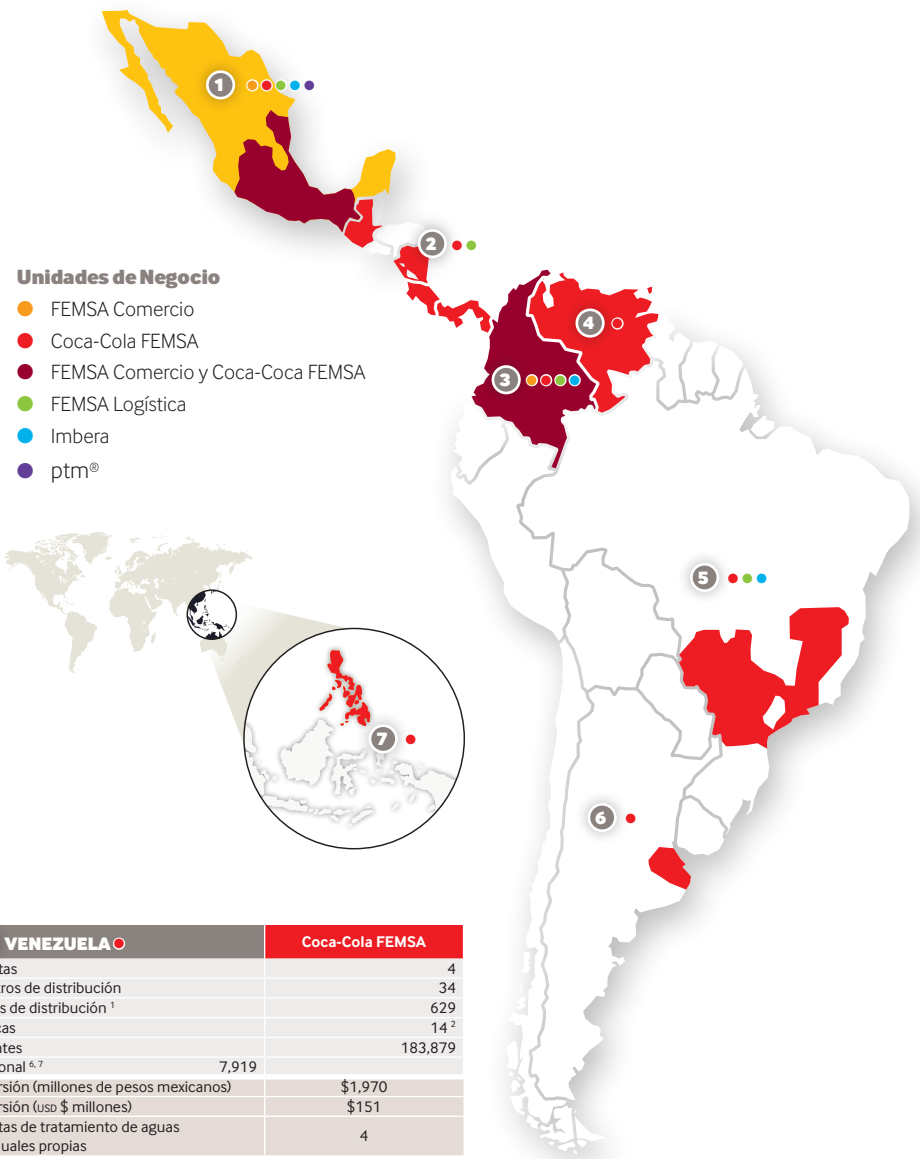 1
2
Unidades de Negocio
FEMSA Comercio
Coca-Cola FEMSA
FEMSA Comercio y Coca-Coca FEMSA
FEMSA Logística
Imbera
ptm®
4
3
5
7
6
VENEZUELA Coca-Cola FEMSA
tas 4
ros de distribución 34
s de distribución 1 629
cas 14 2
ntes 183,879
onal 6, 7 7,919
rsión (millones de pesos mexicanos) $1,970
rsión (USD $ millones) $151
tas de tratamiento de aguas
uales propias 4